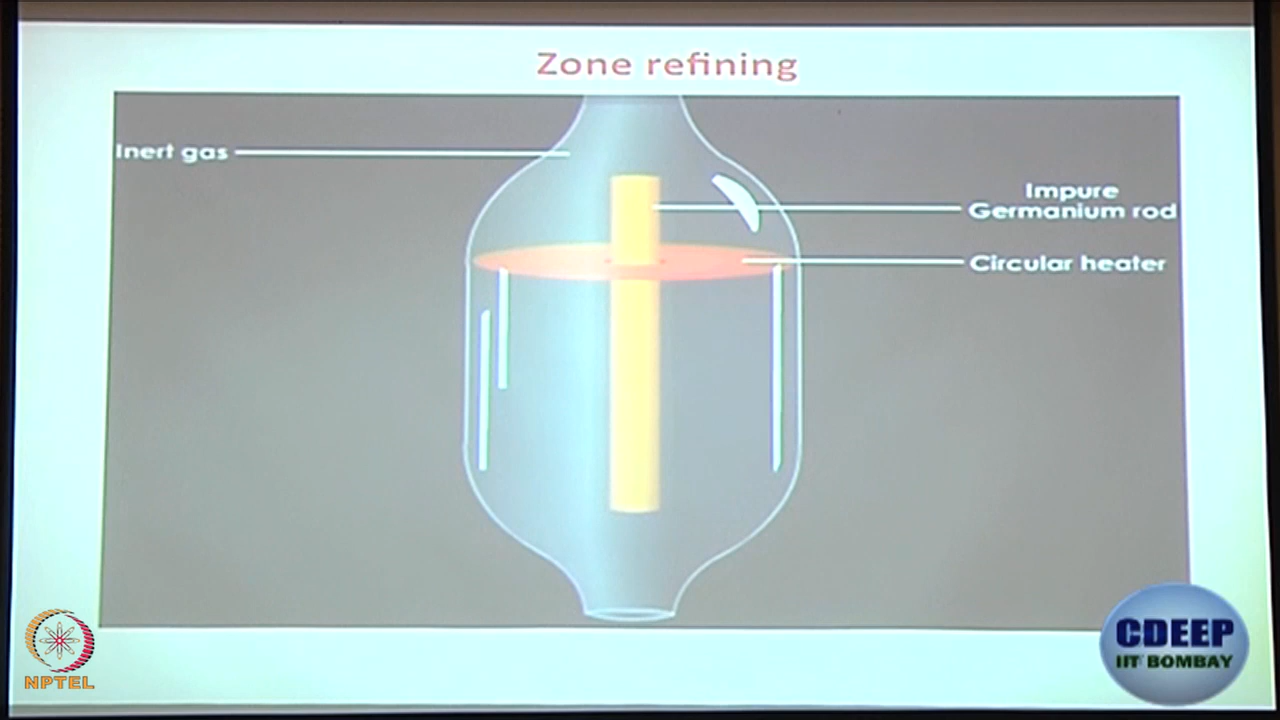 Zone refining
Inert gas
Impure
Germanium rod
Circular heater
NPTEL
CDEEP
IIT BOMBAY